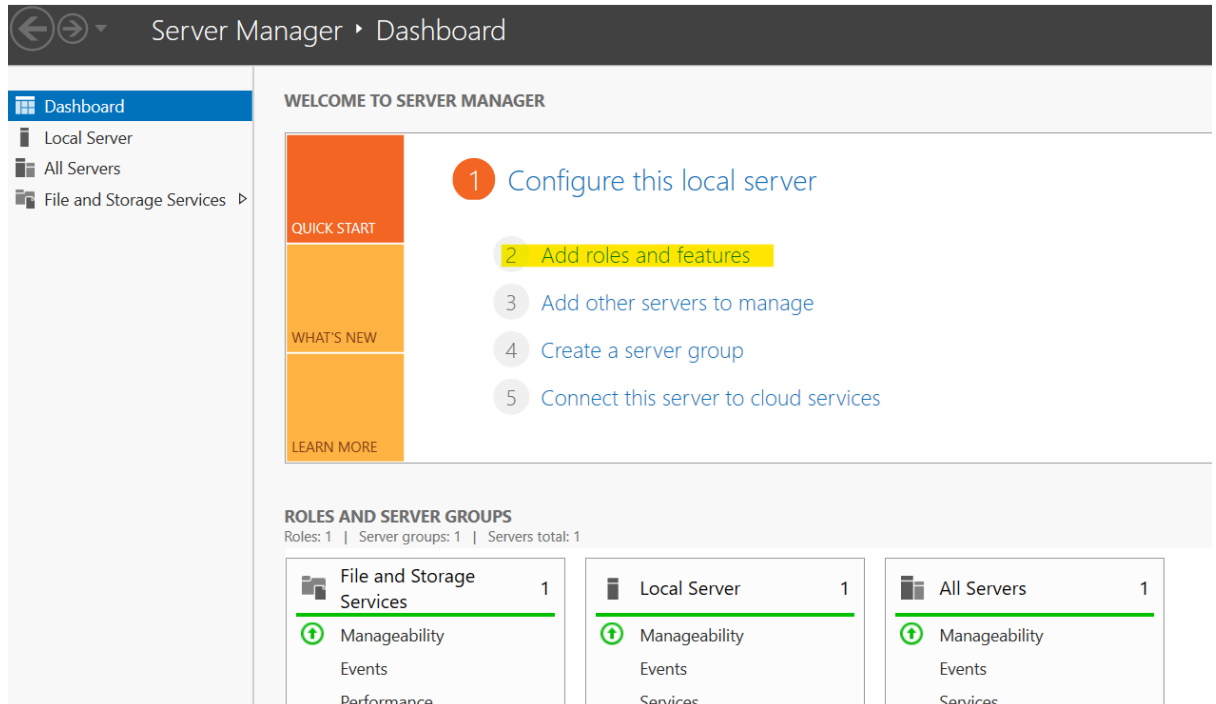 Server Manager ‣ Dashboard
Dashboard
Local Server
All Servers
File and Storage Services
WELCOME TO SERVER MANAGER
QUICK START
WHAT'S NEW
LEARN MORE
1 Configure this local server
2 Add roles and features
3 Add other servers to manage
4 Create a server group
5 Connect this server to cloud services
ROLES AND SERVER GROUPS
Roles: 1 | Server groups: 1 | Servers total: 1
File and Storage
Services 1
Manageability
Events
Performance
Local Server 1
Manageability
Events
Services
All Servers 1
Manageability
Events
Services